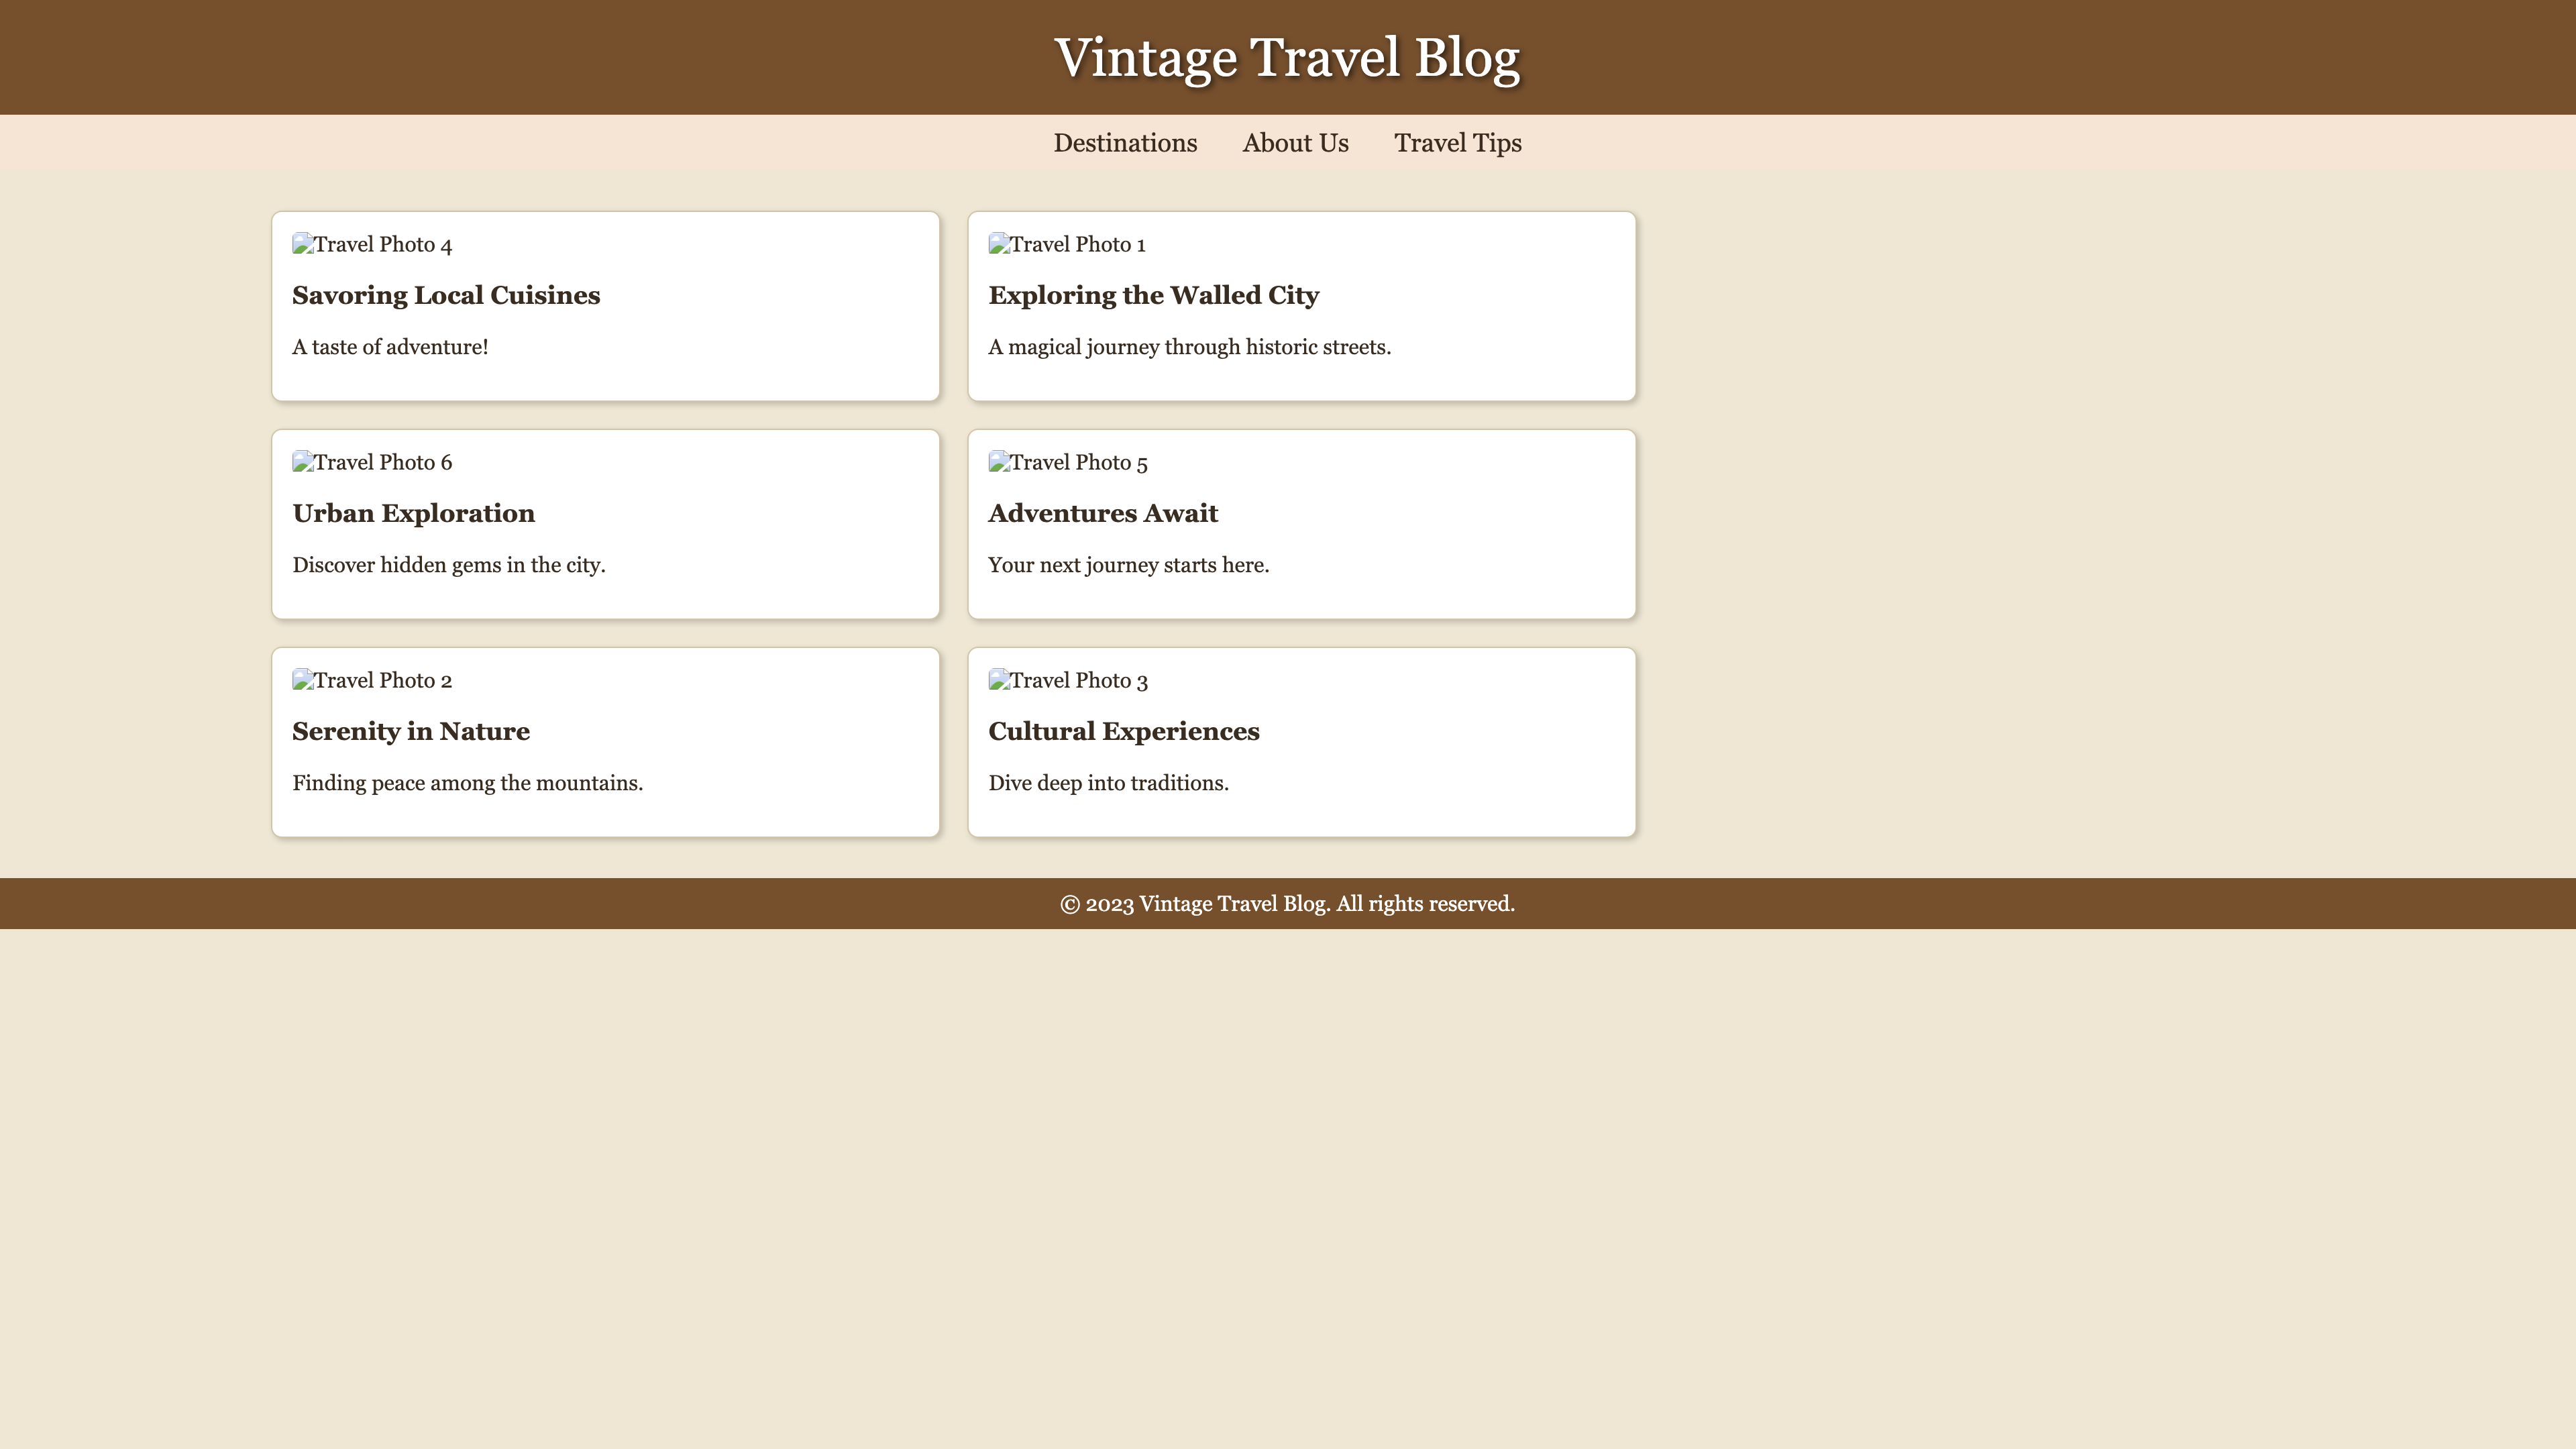 Vintage Travel Blog
Destinations About Us Travel Tips
Travel Photo 4
Savoring Local Cuisines
A taste of adventure!
Travel Photo 1
Exploring the Walled City
A magical journey through historic streets.
Travel Photo 6
Urban Exploration
Discover hidden gems in the city.
Travel Photo 5
Adventures Await
Your next journey starts here.
Travel Photo 2
Serenity in Nature
Finding peace among the mountains.
Travel Photo 3
Cultural Experiences
Dive deep into traditions.
© 2023 Vintage Travel Blog. All rights reserved.